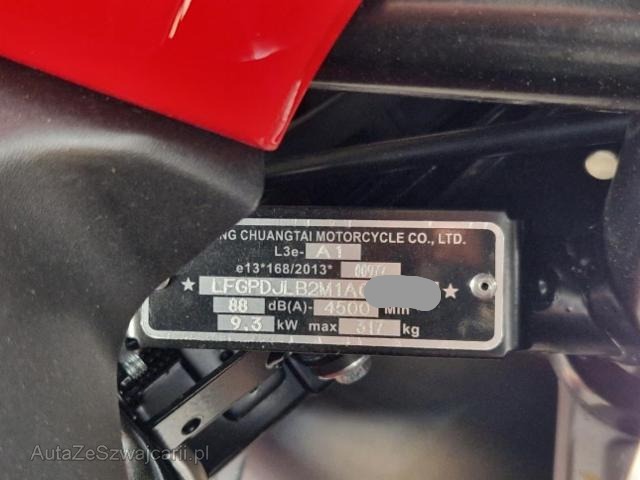 NG CHUANGTAI MOTORCYCLE CO., LTD.
L3e- A1
e13*168/2013*
LFGPDJLB2M1A
88 dB(A)- 4500 Min
9.3 kW max 317 kg
AutaZeSzwajcarii.pl